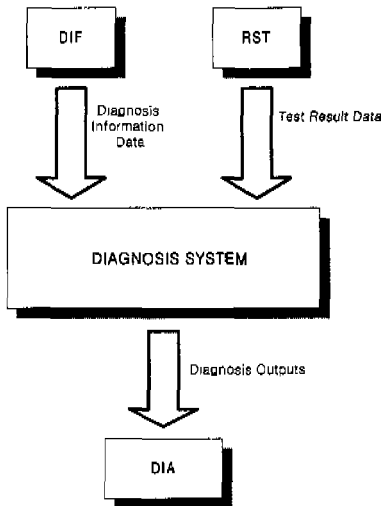 DIF
RST
Diagnosis
Information
Data
Test Result Data
DIAGNOSIS SYSTEM
Diagnosis Outputs
DIA